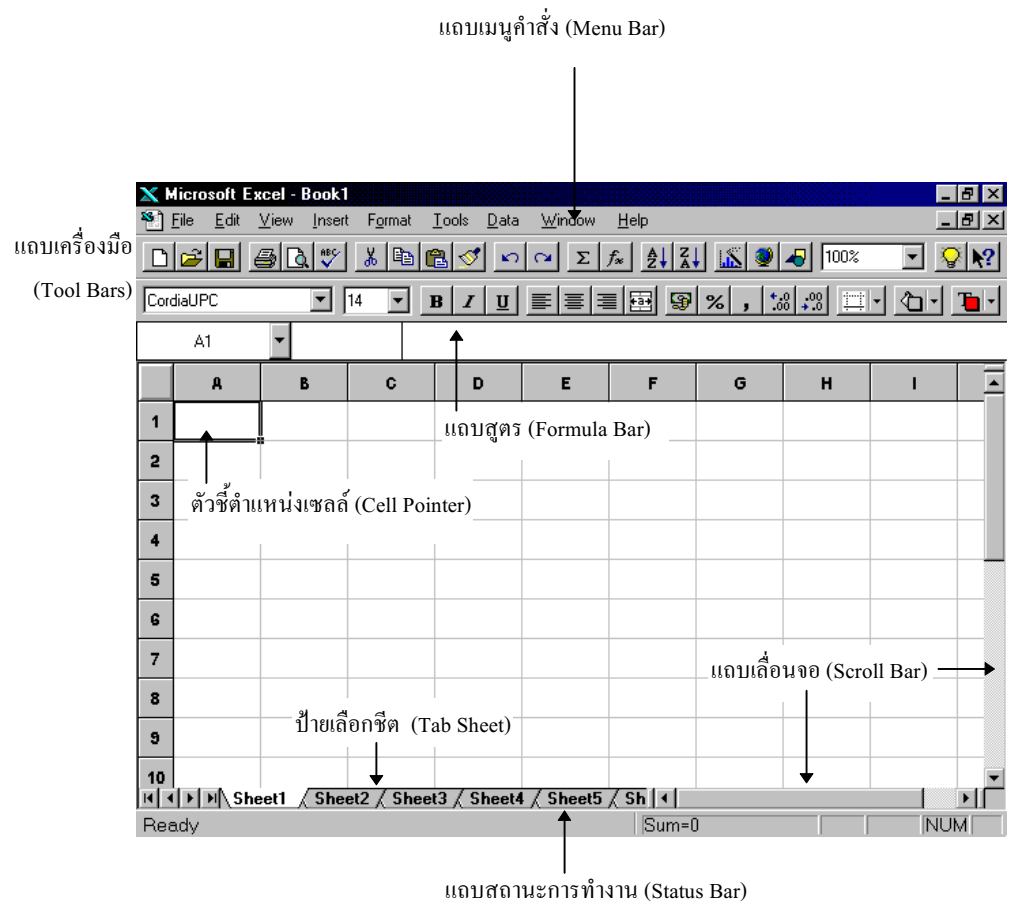 แถบเมนูคำสั่ง (Menu Bar)
Microsoft Excel - Book1
File Edit View Insert Format Tools Data Window Help
แถบเครื่องมือ
(Tool Bars)
ABC Σ fx A Z Z A 100% ?
CordiaUPC 14 B I U a % , .0 .00 .00 .0 T
A1
A B C D E F G H I
1
แถบสูตร (Formula Bar)
2
3
ตัวชี้ตำแหน่งเซลล์ (Cell Pointer)
4
5
6
7
แถบเลื่อนจอ (Scroll Bar)
8
ป้ายเลือกชีต (Tab Sheet)
9
10
Sheet1 Sheet2 Sheet3 Sheet4 Sheet5 Sh
Ready Sum=0 NUM
แถบสถานะการทำงาน (Status Bar)